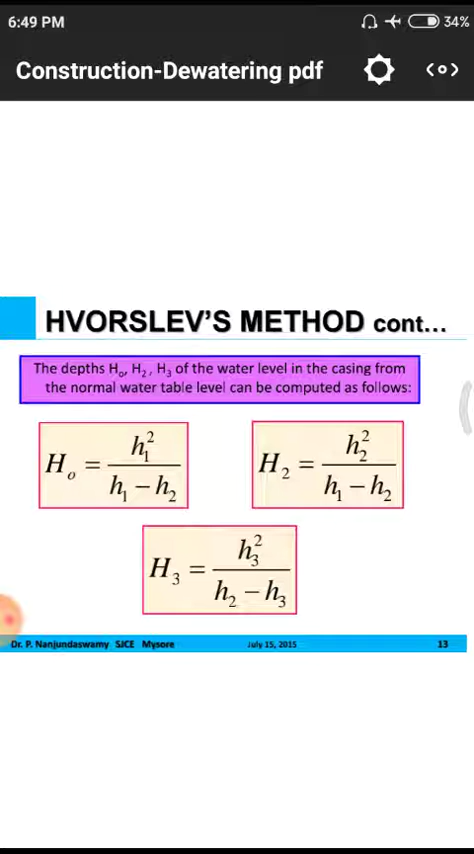 6:49 PM 34%
Construction-Dewatering pdf
HVORSLEV'S METHOD cont...
The depths Hₒ, H₂, H₃ of the water level in the casing from
the normal water table level can be computed as follows:
Hₒ = h₁² / (h₁ − h₂) H₂ = h₂² / (h₁ − h₂)
H₃ = h₃² / (h₂ − h₃)
Dr. P. Nanjundaswamy SJCE Mysore July 15, 2015 13